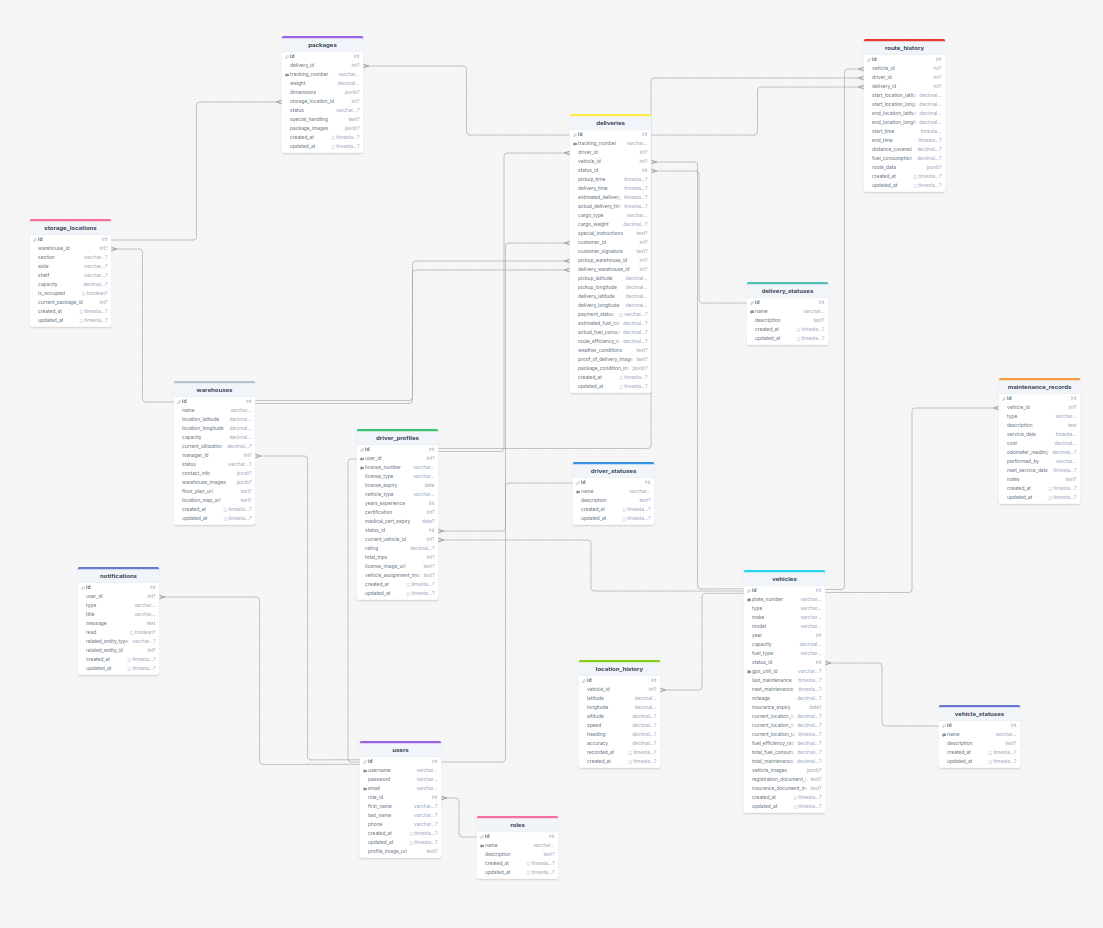 packages
id int
delivery_id int?
tracking_number varchar...
weight decimal...
dimensions jsonb?
storage_location_id int?
status varchar...?
special_handling text?
package_images jsonb?
created_at timesta...?
updated_at timesta...?
route_history
id int
vehicle_id int?
driver_id int?
delivery_id int?
start_location_latit decimal...
start_location_long decimal...
end_location_latitu decimal...
end_location_longit decimal...
start_time timesta...
end_time timesta...?
distance_covered decimal...?
fuel_consumption decimal...?
route_data jsonb?
created_at timesta...?
updated_at timesta...?
deliveries
id int
tracking_number varchar...
driver_id int?
vehicle_id int?
status_id int
pickup_time timesta...?
delivery_time timesta...?
estimated_delivery timesta...?
actual_delivery_tim timesta...?
cargo_type varchar...
cargo_weight decimal...?
special_instructions text?
customer_id int?
customer_signature text?
pickup_warehouse_id int?
delivery_warehouse_id int?
pickup_latitude decimal...
pickup_longitude decimal...
delivery_latitude decimal...
delivery_longitude decimal...
payment_status varchar...?
estimated_fuel_co decimal...?
actual_fuel_consu decimal...?
route_efficiency_s decimal...?
weather_conditions text?
proof_of_delivery_image text?
package_condition_im jsonb?
created_at timesta...?
updated_at timesta...?
storage_locations
id int
warehouse_id int?
section varchar...?
aisle varchar...?
shelf varchar...?
capacity decimal...?
is_occupied boolean?
current_package_id int?
created_at timesta...?
updated_at timesta...?
delivery_statuses
id int
name varchar...
description text?
created_at timesta...?
updated_at timesta...?
warehouses
id int
name varchar...
location_latitude decimal...
location_longitude decimal...
capacity decimal...
current_utilization decimal...?
manager_id int?
status varchar...?
contact_info jsonb?
warehouse_images jsonb?
floor_plan_url text?
location_map_url text?
created_at timesta...?
updated_at timesta...?
maintenance_records
id int
vehicle_id int?
type varchar...
description text
service_date timesta...
cost decimal...
odometer_reading decimal...?
performed_by varchar...
next_service_date timesta...?
notes text?
created_at timesta...?
updated_at timesta...?
driver_profiles
id int
user_id int?
license_number varchar...
license_type varchar...
license_expiry date
vehicle_type varchar...
years_experience int
certification int?
medical_cert_expiry date?
status_id int
current_vehicle_id int?
rating decimal...?
total_trips int?
license_image_url text?
vehicle_assignment_ima text?
created_at timesta...?
updated_at timesta...?
driver_statuses
id int
name varchar...
description text?
created_at timesta...?
updated_at timesta...?
notifications
id int
user_id int?
type varchar...
title varchar...
message text
read boolean?
related_entity_type varchar...?
related_entity_id int?
created_at timesta...?
updated_at timesta...?
vehicles
id int
plate_number varchar...
type varchar...
make varchar...
model varchar...
year int
capacity decimal...
fuel_type varchar...
status_id int
gps_unit_id varchar...?
last_maintenance timesta...?
next_maintenance timesta...?
mileage decimal...?
insurance_expiry date?
current_location_l decimal...?
current_location_l decimal...?
current_location_u timesta...?
fuel_efficiency_rat decimal...?
total_fuel_consum decimal...?
total_maintenance decimal...?
vehicle_images jsonb?
registration_document_i text?
insurance_document_im text?
created_at timesta...?
updated_at timesta...?
location_history
id int
vehicle_id int?
latitude decimal...
longitude decimal...
altitude decimal...?
speed decimal...?
heading decimal...?
accuracy decimal...?
recorded_at timesta...?
created_at timesta...?
vehicle_statuses
id int
name varchar...
description text?
created_at timesta...?
updated_at timesta...?
users
id int
username varchar...
password varchar...
email varchar...
role_id int
first_name varchar...?
last_name varchar...?
phone varchar...?
created_at timesta...?
updated_at timesta...?
profile_image_url text?
roles
id int
name varchar...
description text?
created_at timesta...?
updated_at timesta...?